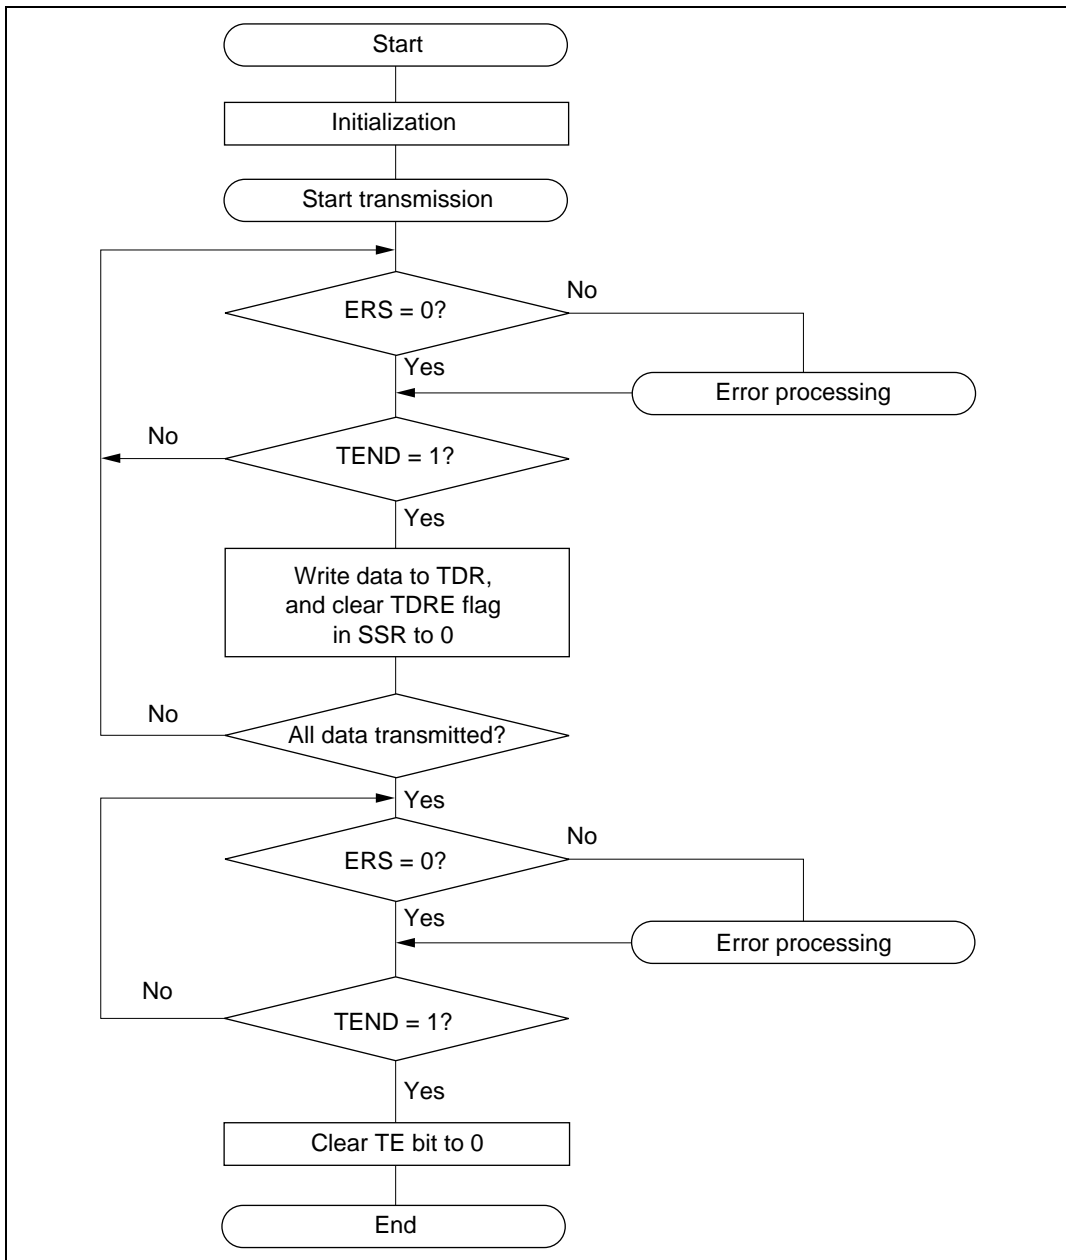 Start
Initialization
Start transmission
ERS = 0?
No
Yes
Error processing
No
TEND = 1?
Yes
Write data to TDR,
and clear TDRE flag
in SSR to 0
No
All data transmitted?
Yes
ERS = 0?
No
Yes
Error processing
No
TEND = 1?
Yes
Clear TE bit to 0
End